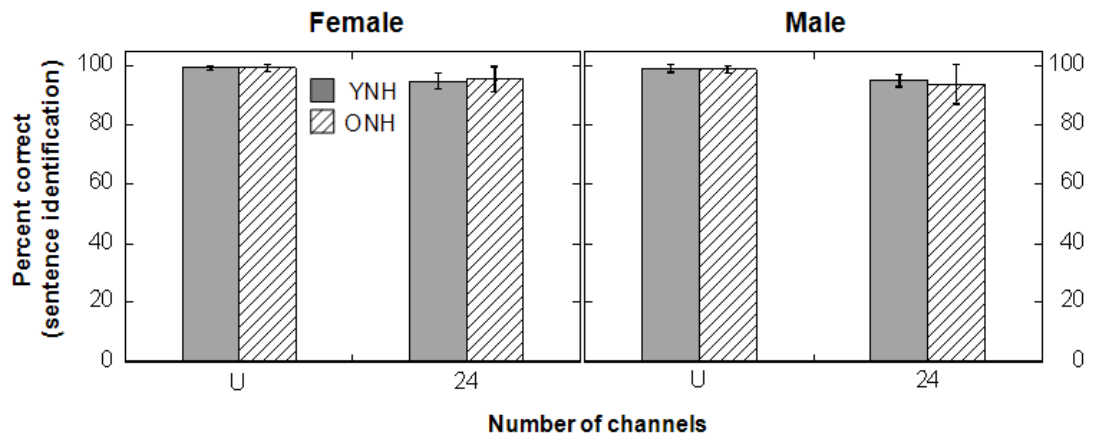 Female Male
Percent correct
(sentence identification)
100 100
80 80
60 60
40 40
20 20
0 0
YNH
ONH
U 24 U 24
Number of channels